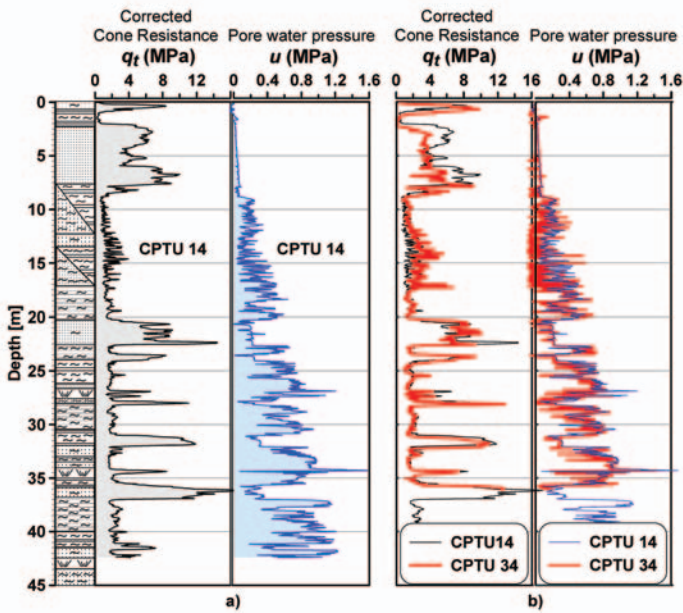 Corrected
Cone Resistance
qt (MPa)
Pore water pressure
u (MPa)
0 4 8 12 0 0.4 0.8 1.2 1.6
Corrected
Cone Resistance
qt (MPa)
Pore water pressure
u (MPa)
0 4 8 12 16 0.4 0.8 1.2 1.6
Depth [m]
0
5
10
15
20
25
30
35
40
45
CPTU 14
CPTU 14
CPTU14
CPTU 34
CPTU 14
CPTU 34
a)
b)